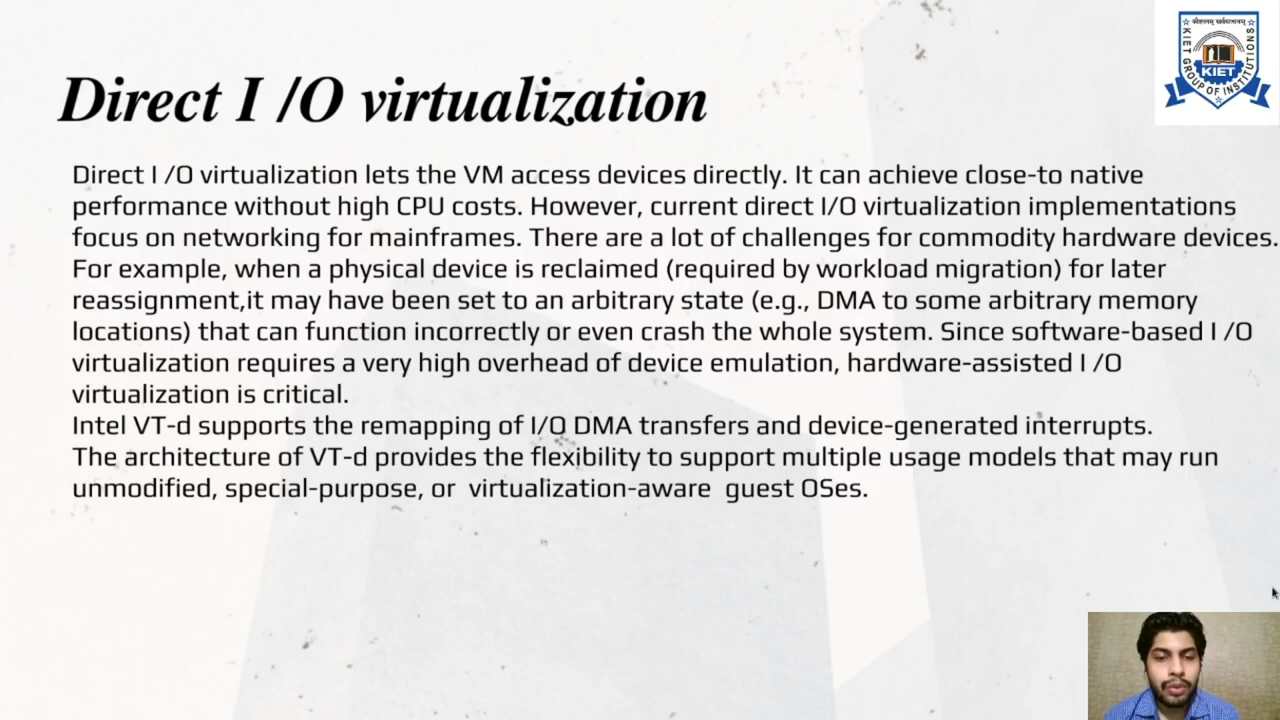 Direct I /O virtualization
Direct I /O virtualization lets the VM access devices directly. It can achieve close-to native
performance without high CPU costs. However, current direct I/O virtualization implementations
focus on networking for mainframes. There are a lot of challenges for commodity hardware devices.
For example, when a physical device is reclaimed (required by workload migration) for later
reassignment,it may have been set to an arbitrary state (e.g., DMA to some arbitrary memory
locations) that can function incorrectly or even crash the whole system. Since software-based I /O
virtualization requires a very high overhead of device emulation, hardware-assisted I /O
virtualization is critical.
Intel VT-d supports the remapping of I/O DMA transfers and device-generated interrupts.
The architecture of VT-d provides the flexibility to support multiple usage models that may run
unmodified, special-purpose, or  virtualization-aware  guest OSes.
KIET
KIET GROUP OF INSTITUTIONS